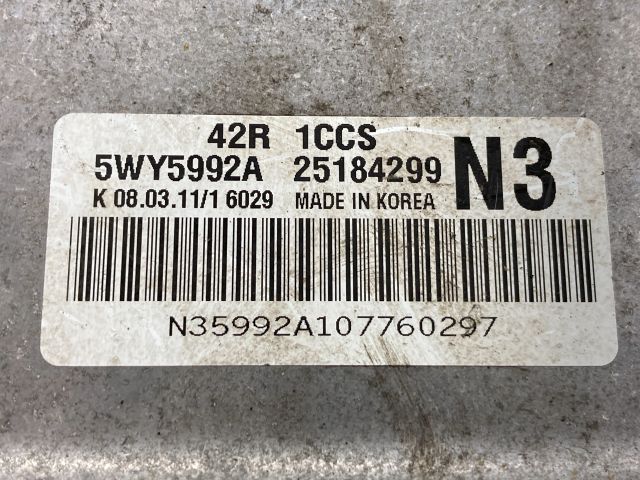 42R 1CCS
5WY5992A 25184299 N3
K 08.03.11/1 6029 MADE IN KOREA
N35992A107760297